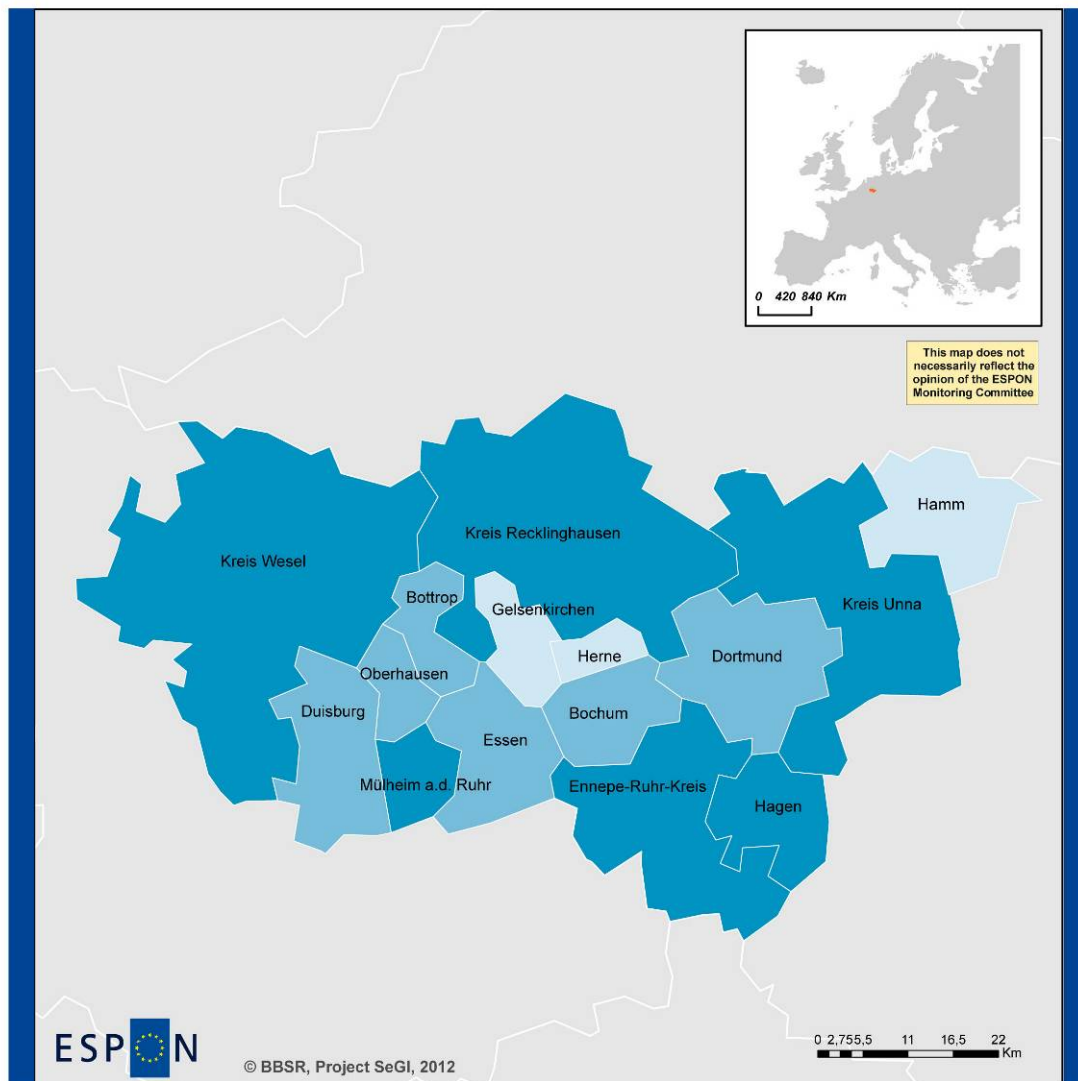 0 420 840 Km
This map does not
necessarily reflect the
opinion of the ESPON
Monitoring Committee
Hamm
Kreis Recklinghausen
Kreis Wesel
Bottrop
Gelsenkirchen
Kreis Unna
Herne
Dortmund
Oberhausen
Duisburg
Bochum
Essen
Mülheim a.d. Ruhr
Ennepe-Ruhr-Kreis
Hagen
ESPON
© BBSR, Project SeGI, 2012
0 2,755,5 11 16,5 22
Km